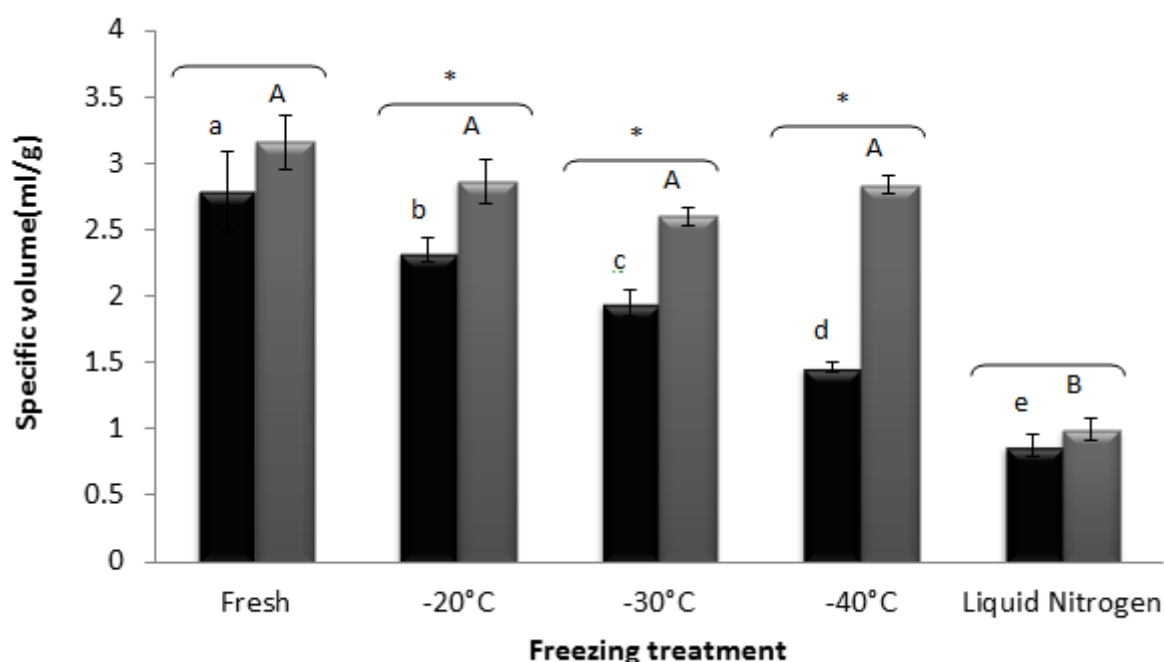 Specific volume(ml/g)
4
3.5
3
2.5
2
1.5
1
0.5
0
a
A
*
b
A
*
c
A
*
d
A
e
B
Fresh
-20°C
-30°C
-40°C
Liquid Nitrogen
Freezing treatment